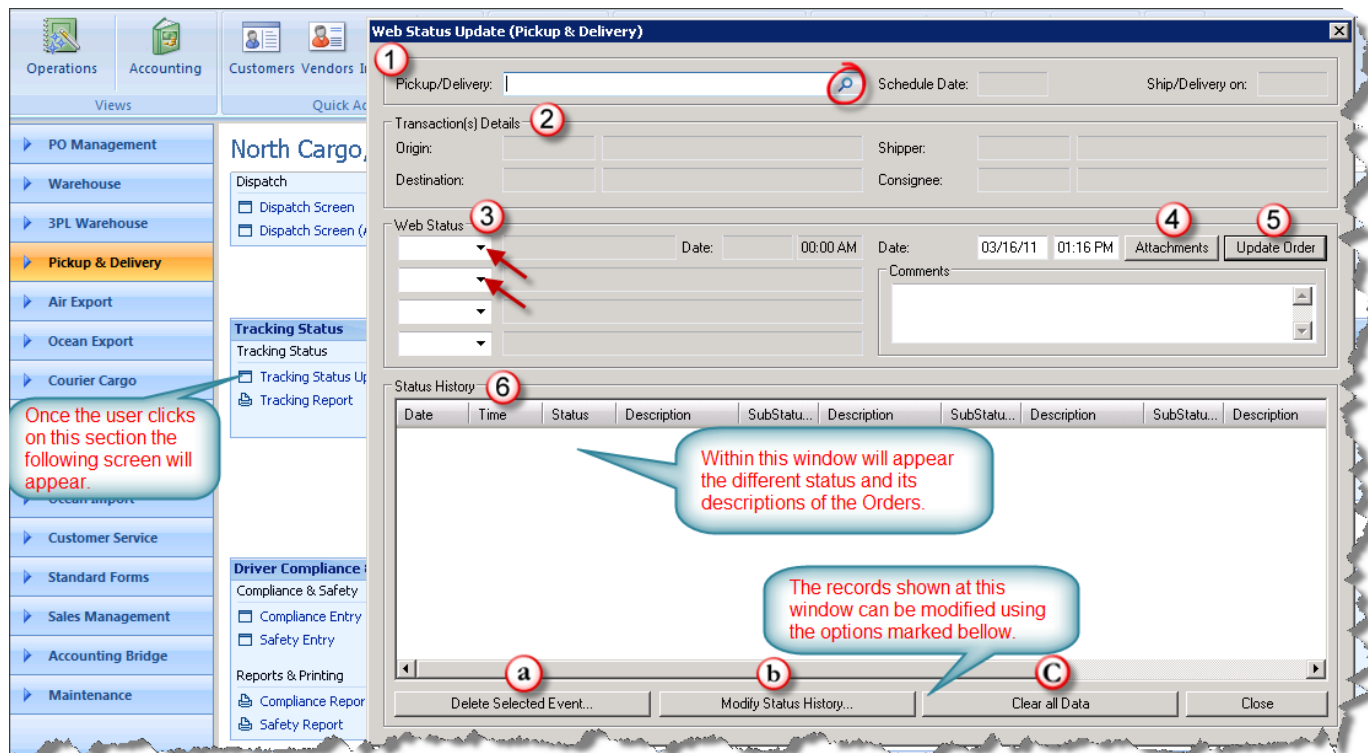 Operations
Accounting
Customers Vendors
Views
Quick
PO Management
Warehouse
3PL Warehouse
Pickup & Delivery
Air Export
Ocean Export
Courier Cargo
Once the user clicks
on this section the
following screen will
appear.
Ocean Import
Customer Service
Standard Forms
Sales Management
Accounting Bridge
Maintenance
North Cargo,
Dispatch
Dispatch Screen
Dispatch Screen (
Tracking Status
Tracking Status
Tracking Status
Tracking Report
Driver Compliance
Compliance & Safety
Compliance Entry
Safety Entry
Reports & Printing
Compliance
Safety Report
Web Status Update (Pickup & Delivery)
1
Pickup/Delivery:
Schedule Date:
Ship/Delivery on:
Transaction(s) Details
2
Origin:
Shipper:
Destination:
Consignee:
Web Status
3
4
5
Date:
00:00 AM
Date:
03/16/11
01:16 PM
Attachments
Update Order
Comments
Status History
6
Date
Time
Status
Description
SubStatu...
Description
SubStatu...
Description
SubStatu...
Description
Within this window will appear
the different status and its
descriptions of the Orders.
The records shown at this
window can be modified using
the options marked bellow.
a
b
C
Delete Selected Event...
Modify Status History...
Clear all Data
Close